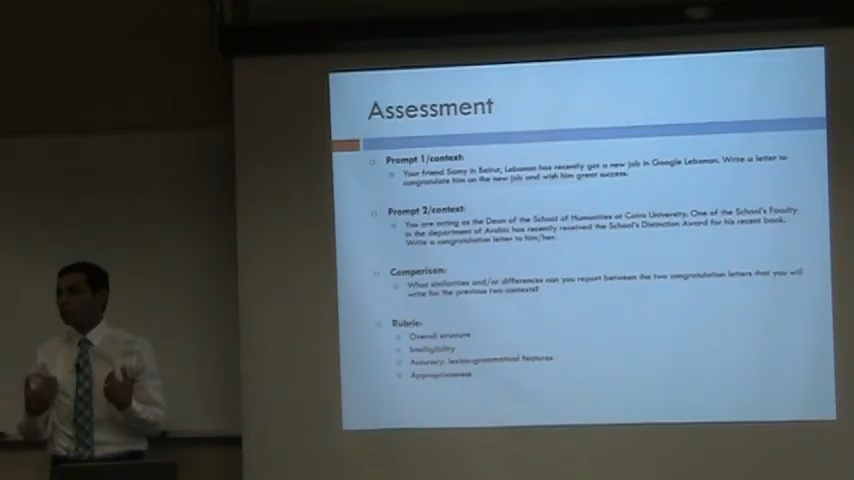 Assessment
Prompt 1/context:
Your friend Samy in Beirut, Lebanon has recently got a new job in Google Lebanon. Write a letter to
congratulate him on the new job and wish him great success.
Prompt 2/context:
You are acting as the Dean of the School of Humanities at Cairo University. One of the School's Faculty
in the department of Arabic has recently received the School's Distinction Award for his recent book.
Write a congratulation letter to him/her.
Comparison:
What similarities and/or differences can you report between the two congratulation letters that you will
write for the previous two contexts?
Rubric:
Overall structure
Intelligibility
Accuracy: lexico-grammatical features
Appropriateness